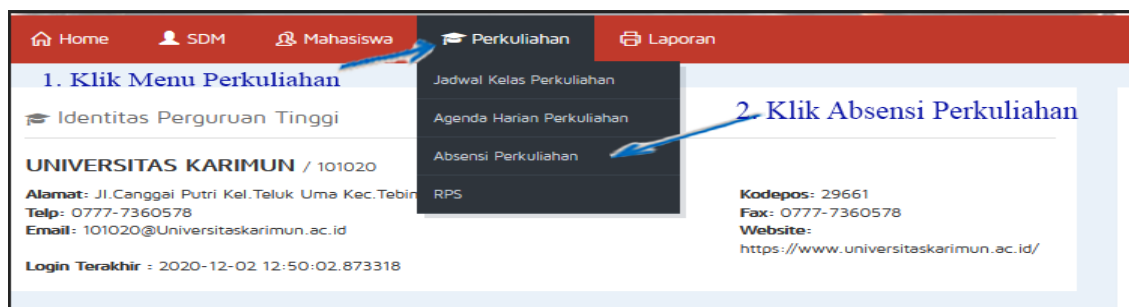 Home SDM Mahasiswa Perkuliahan Laporan
1. Klik Menu Perkuliahan
Jadwal Kelas Perkuliahan
Agenda Harian Perkuliahan
Absensi Perkuliahan
RPS
2. Klik Absensi Perkuliahan
Identitas Perguruan Tinggi
UNIVERSITAS KARIMUN / 101020
Alamat: Jl.Canggai Putri Kel.Teluk Uma Kec.Tebin
Telp: 0777-7360578
Email: 101020@Universitaskarimun.ac.id
Kodepos: 29661
Fax: 0777-7360578
Website:
https://www.universitaskarimun.ac.id/
Login Terakhir : 2020-12-02 12:50:02.873318